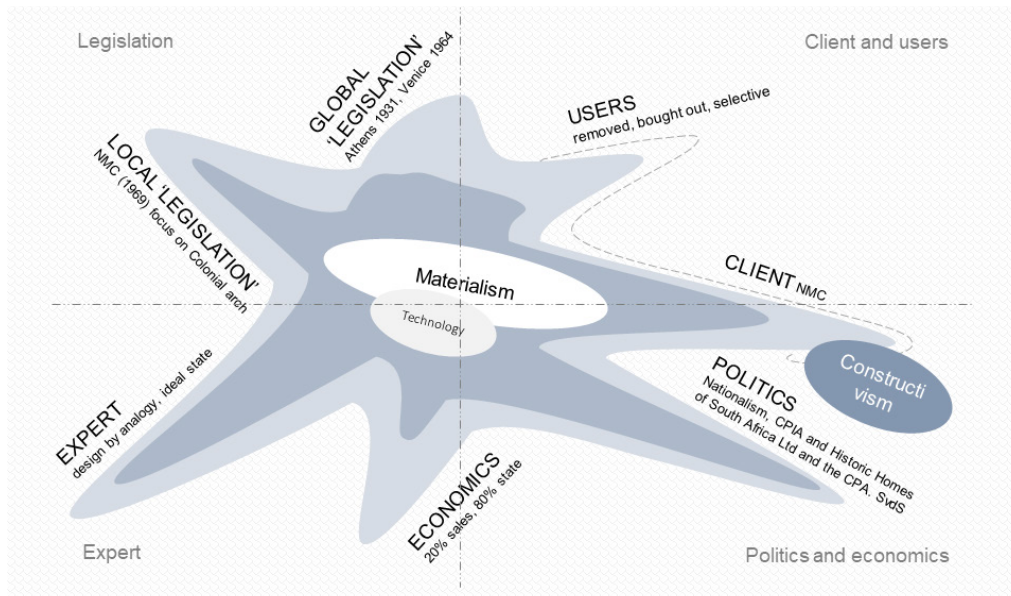 Legislation
Client and users
GLOBAL
‘LEGISLATION’
Athens 1931, Venice 1964
USERS
removed, bought out, selective
LOCAL ‘LEGISLATION’
NMC (1969) focus on Colonial arch
CLIENT NMC
Materialism
Technology
Constructi
vism
POLITICS
Nationalism, CPIA and Historic Homes
of South Africa Ltd and the CPA. SvdS
EXPERT
design by analogy, ideal state
ECONOMICS
20% sales, 80% state
Expert
Politics and economics